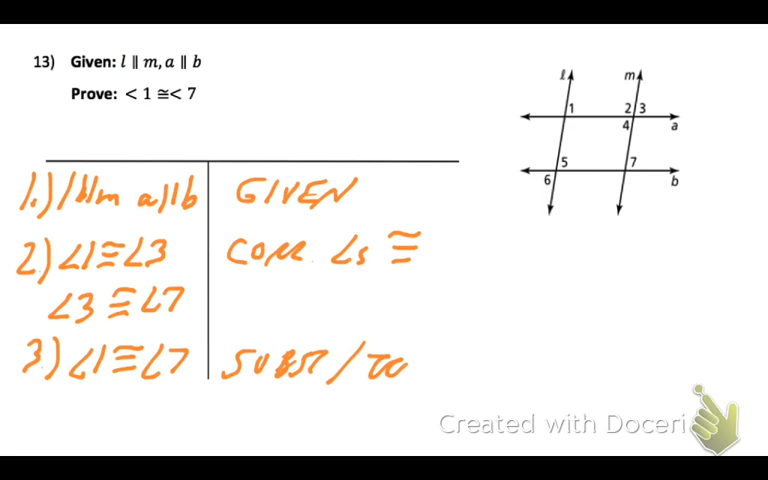 13) Given: l ∥ m, a ∥ b
Prove: < 1 ≅< 7
l
m
1
2
3
4
a
5
6
7
b
1.) l∥m a∥b
GIVEN
2.) ∠1≅∠3
CORR. ∠s ≅
∠3≅∠7
3.) ∠1≅∠7
SUBST /
Created with Doceri